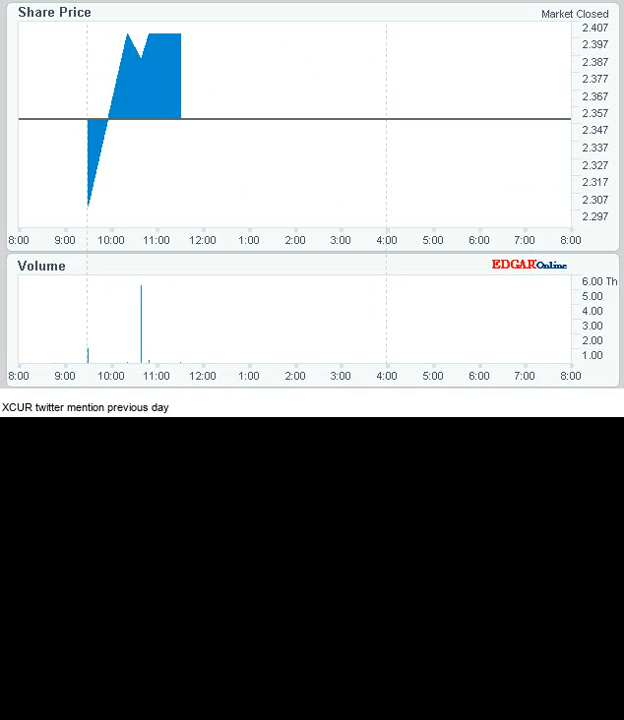 Share Price
Market Closed
2.407
2.397
2.387
2.377
2.367
2.357
2.347
2.337
2.327
2.317
2.307
2.297
8:00 9:00 10:00 11:00 12:00 1:00 2:00 3:00 4:00 5:00 6:00 7:00 8:00
Volume
EDGAROnline
6.00 Th
5.00
4.00
3.00
2.00
1.00
8:00 9:00 10:00 11:00 12:00 1:00 2:00 3:00 4:00 5:00 6:00 7:00 8:00
XCUR twitter mention previous day